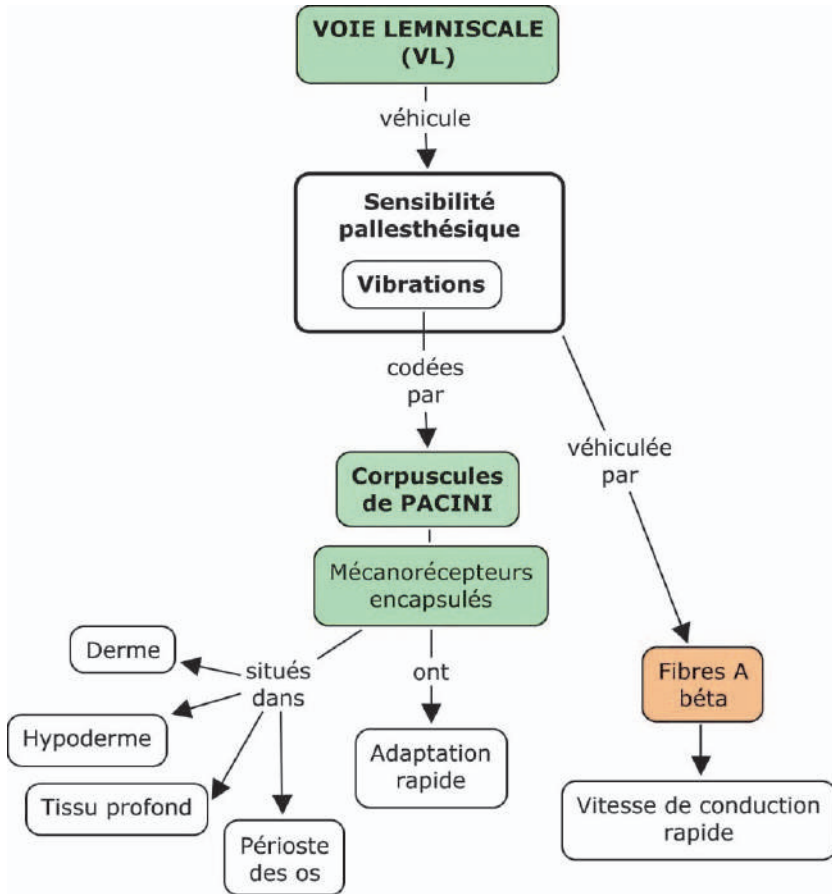 VOIE LEMNISCALE
(VL)
véhicule
Sensibilité
pallesthésique
Vibrations
codées
par
véhiculée
par
Corpuscules
de PACINI
Mécanorécepteurs
encapsulés
Derme
situés
dans
ont
Fibres A
béta
Hypoderme
Adaptation
rapide
Tissu profond
Vitesse de conduction
rapide
Périoste
des os